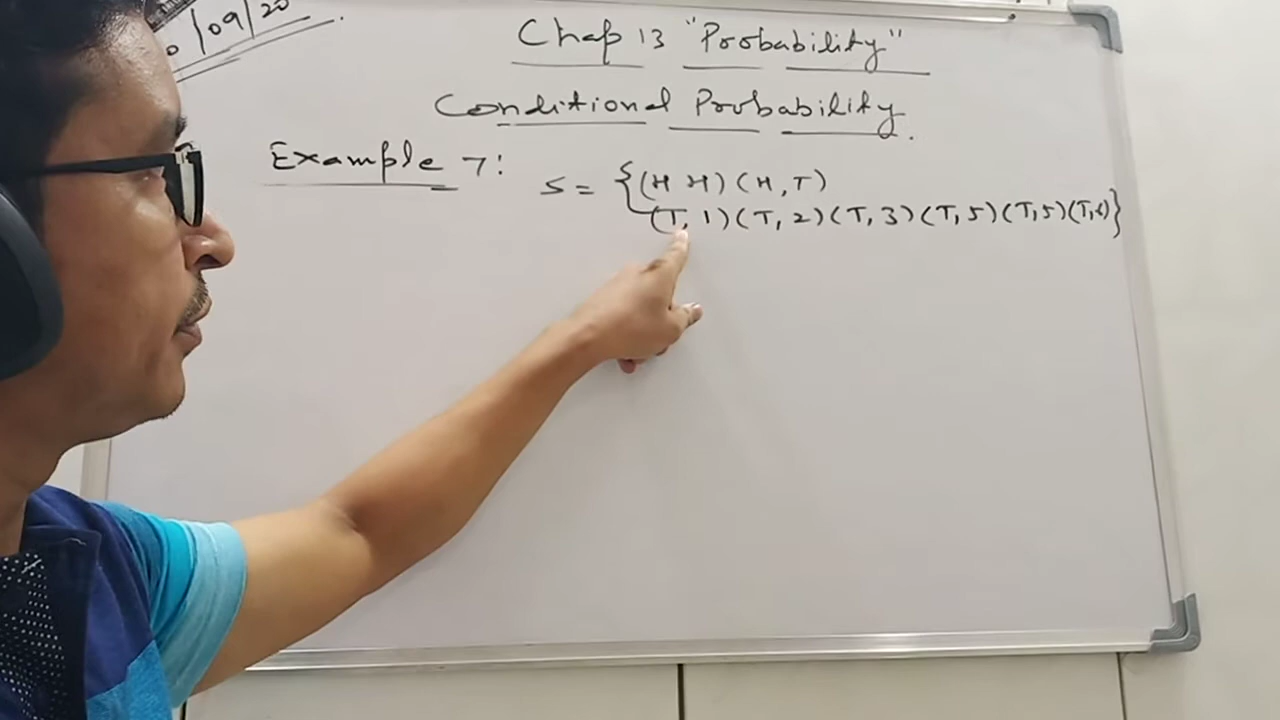 /09/20
Chap 13 "Probability"
Conditional Probability.
Example 7:
S = {(H H) (H, T)
(T, 1) (T, 2) (T, 3) (T, 5) (T, 5) (T, 6)}